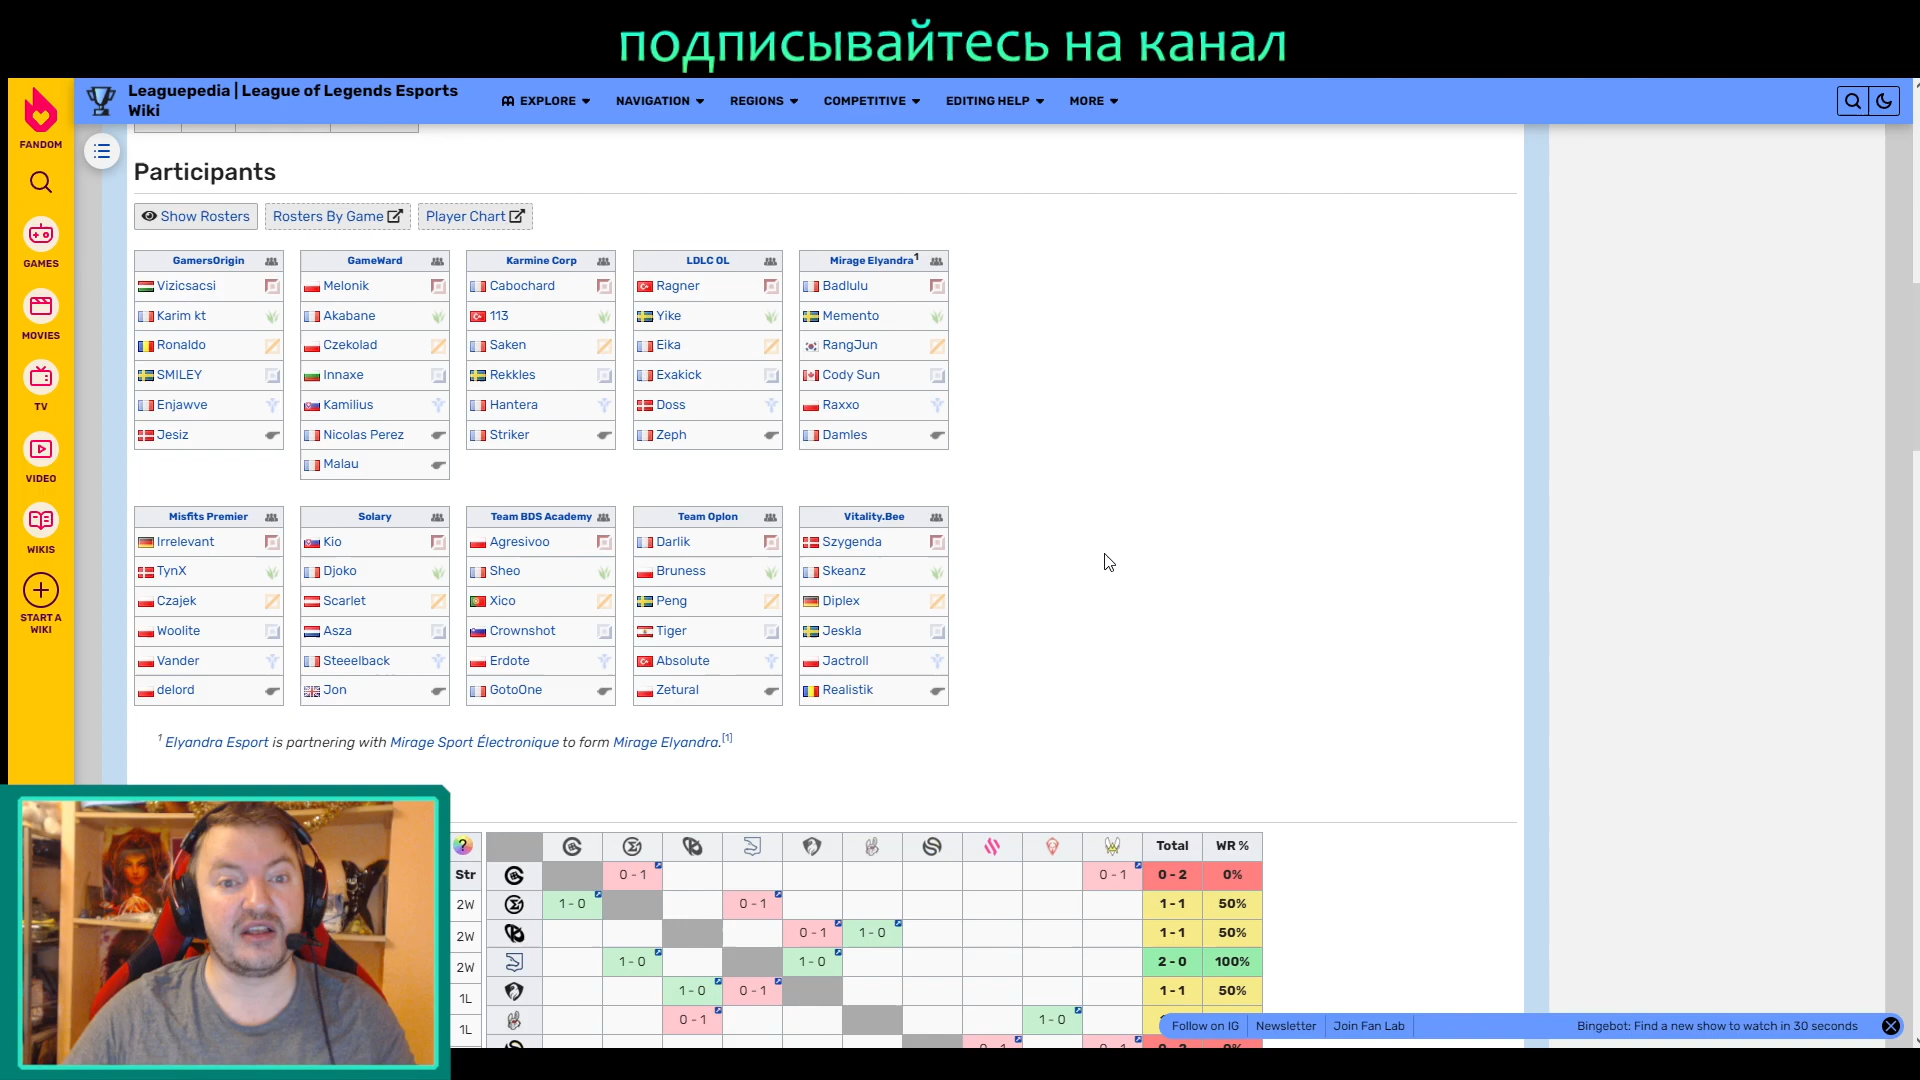 подписывайтесь на канал
Leaguepedia | League of Legends Esports
Wiki
EXPLORE
NAVIGATION
REGIONS
COMPETITIVE
EDITING HELP
MORE
FANDOM
GAMES
MOVIES
TV
VIDEO
WIKIS
START A
WIKI
Participants
Show Rosters
Rosters By Game
Player Chart
GamersOrigin
Vizicsacsi
Karim kt
Ronaldo
SMILEY
Enjawve
Jesiz
GameWard
Melonik
Akabane
Czekolad
Innaxe
Kamilius
Nicolas Perez
Malau
Karmine Corp
Cabochard
113
Saken
Rekkles
Hantera
Striker
LDLC OL
Ragner
Yike
Eika
Exakick
Doss
Zeph
Mirage Elyandra1
Badlulu
Memento
RangJun
Cody Sun
Raxxo
Damles
Misfits Premier
Irrelevant
TynX
Czajek
Woolite
Vander
delord
Solary
Kio
Djoko
Scarlet
Asza
Steeelback
Jon
Team BDS Academy
Agresivoo
Sheo
Xico
Crownshot
Erdote
GotoOne
Team Oplon
Darlik
Bruness
Peng
Tiger
Absolute
Zetural
Vitality.Bee
Szygenda
Skeanz
Diplex
Jeskla
Jactroll
Realistik
1 Elyandra Esport is partnering with Mirage Sport Électronique to form Mirage Elyandra.[1]
? Total WR %
Str 0 - 1 0 - 1 0 - 2 0%
2W 1 - 0 0 - 1 1 - 1 50%
2W 0 - 1 1 - 0 1 - 1 50%
2W 1 - 0 1 - 0 2 - 0 100%
1L 1 - 0 0 - 1 1 - 1 50%
1L 0 - 1 1 - 0
Follow on IG
Newsletter
Join Fan Lab
Bingebot: Find a new show to watch in 30 seconds